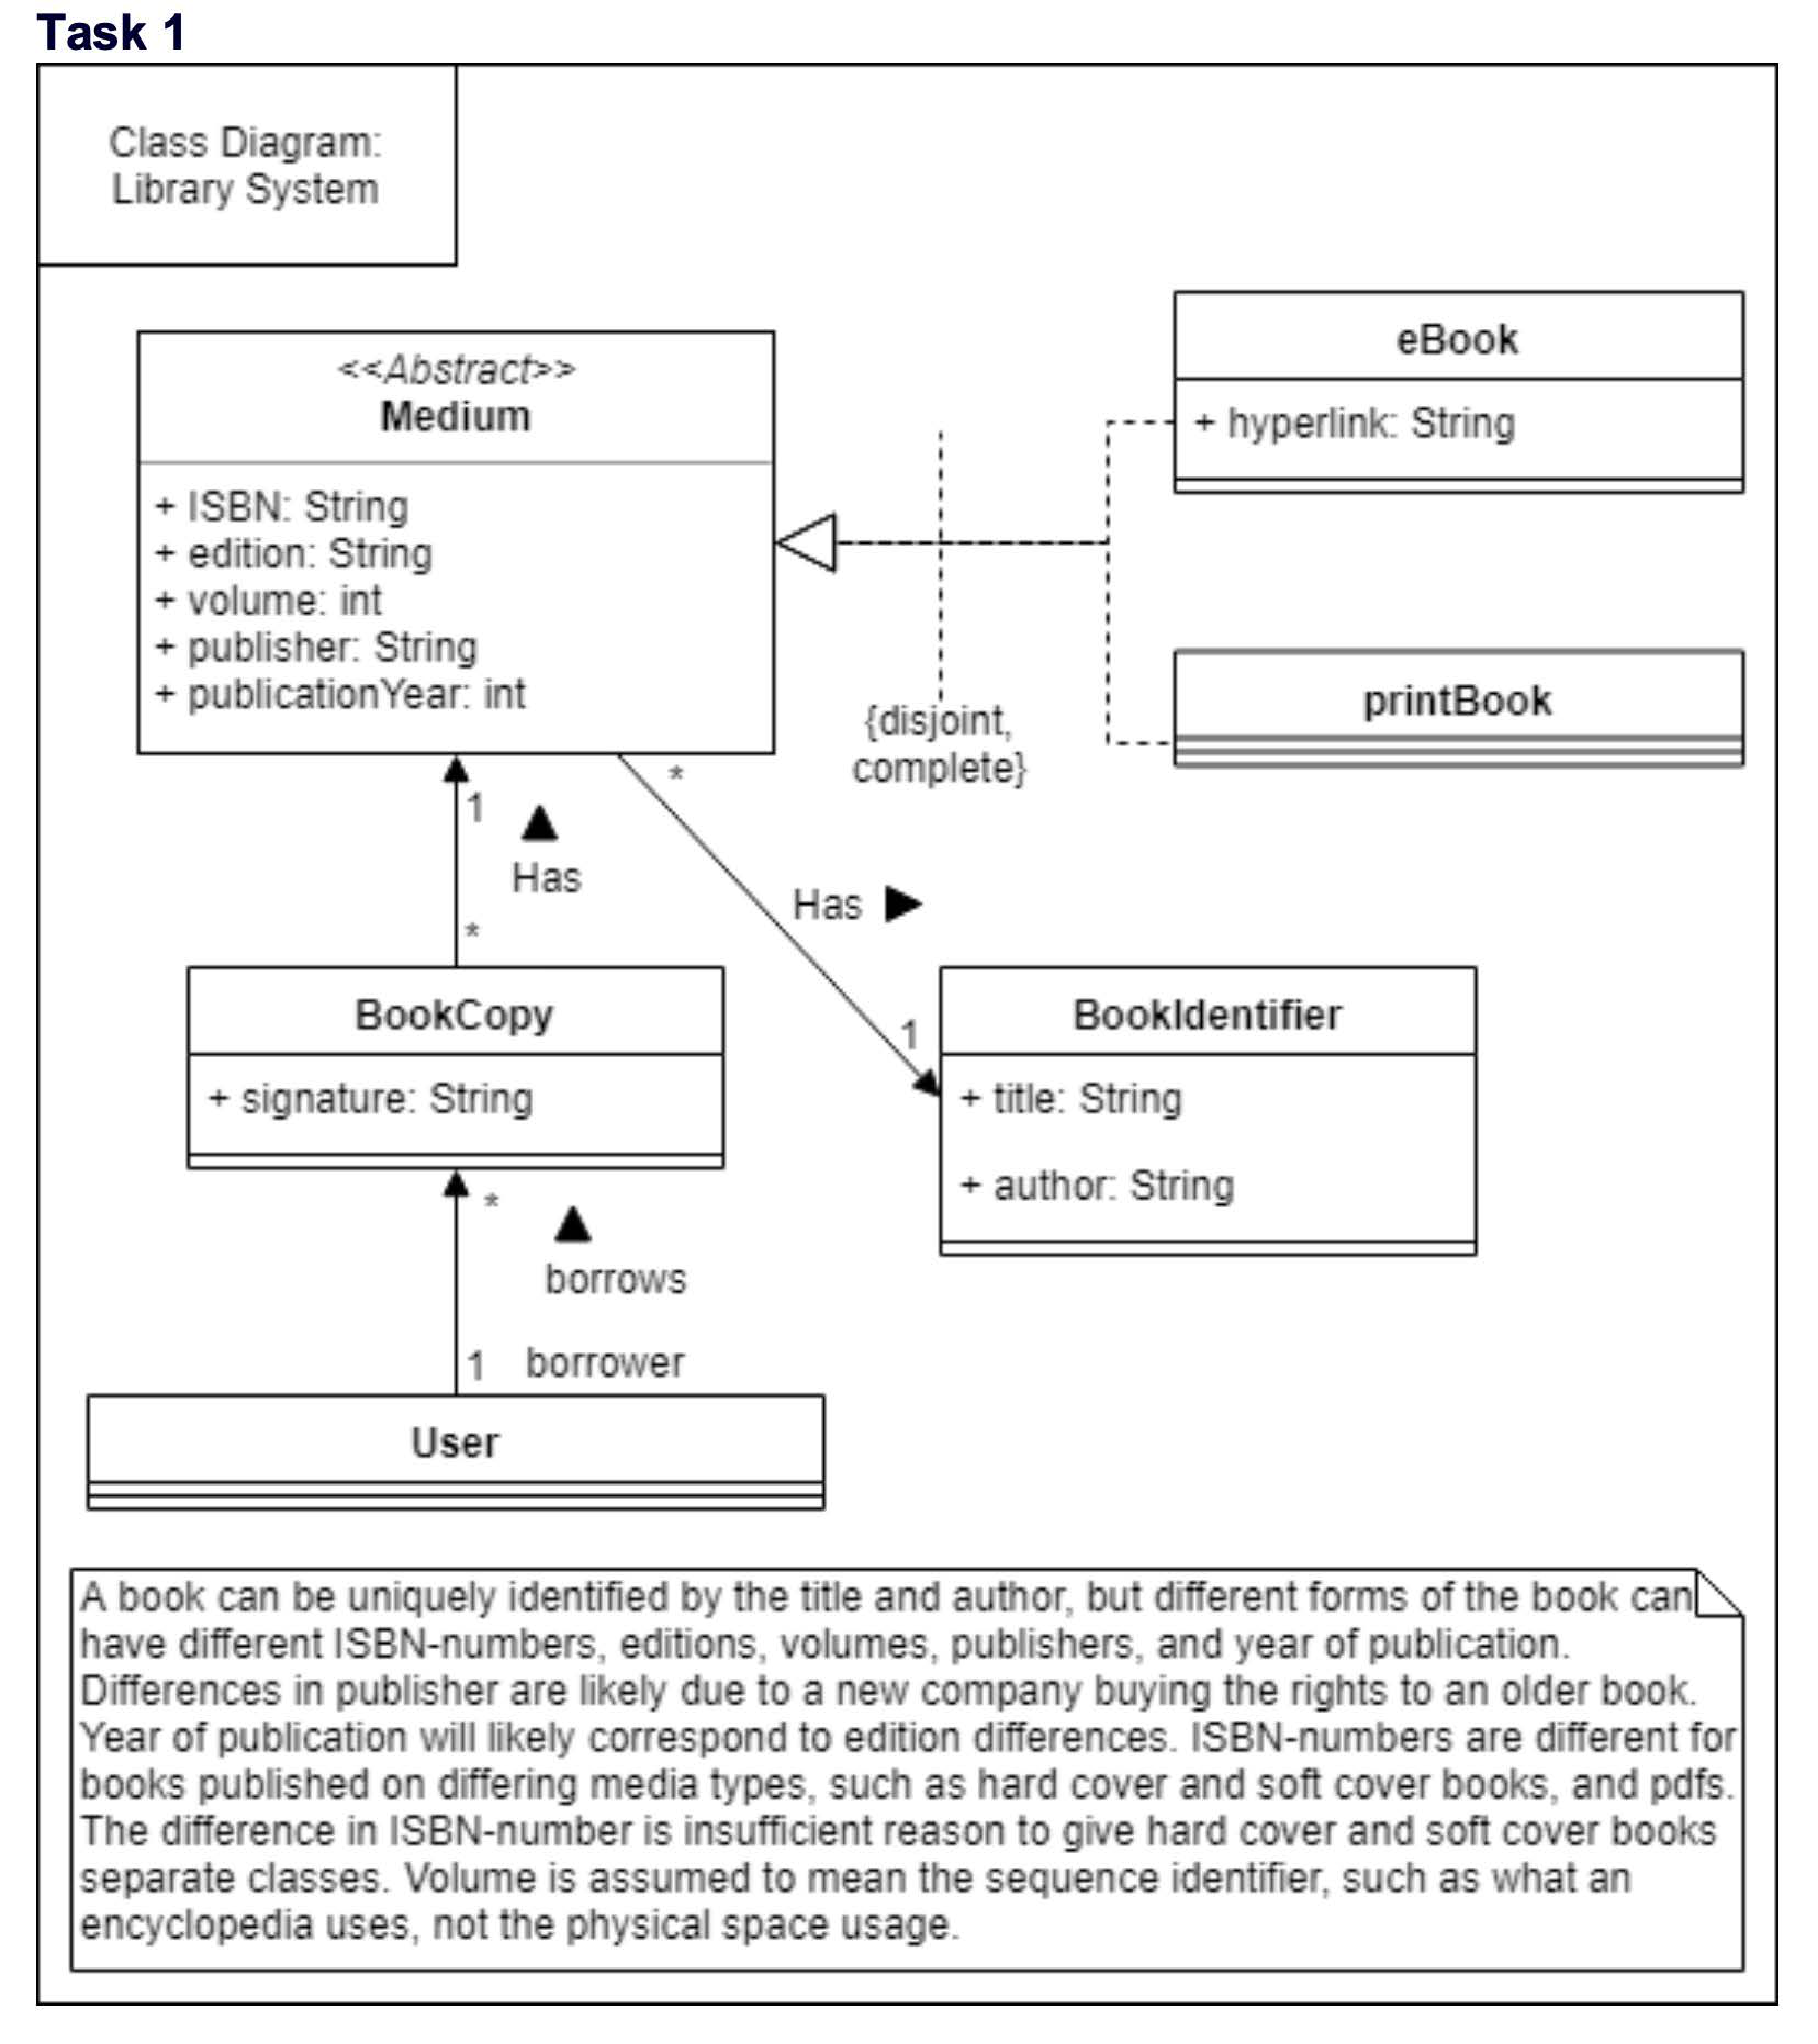 Task 1
Class Diagram:
Library System
<<Abstract>>
Medium
+ ISBN: String
+ edition: String
+ volume: int
+ publisher: String
+ publicationYear: int
eBook
+ hyperlink: String
printBook
{disjoint,
complete}
*
1
Has
*
Has
1
BookCopy
+ signature: String
BookIdentifier
+ title: String
+ author: String
*
borrows
1 borrower
User
A book can be uniquely identified by the title and author, but different forms of the book can
have different ISBN-numbers, editions, volumes, publishers, and year of publication.
Differences in publisher are likely due to a new company buying the rights to an older book.
Year of publication will likely correspond to edition differences. ISBN-numbers are different for
books published on differing media types, such as hard cover and soft cover books, and pdfs.
The difference in ISBN-number is insufficient reason to give hard cover and soft cover books
separate classes. Volume is assumed to mean the sequence identifier, such as what an
encyclopedia uses, not the physical space usage.